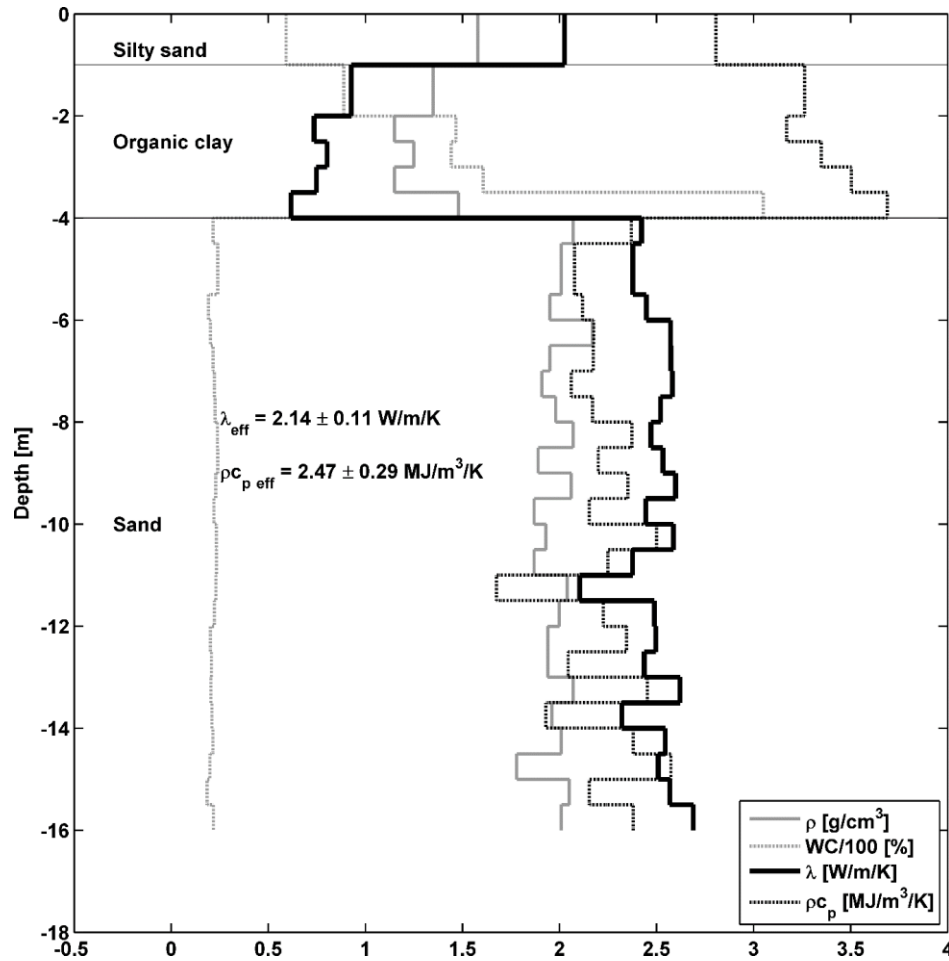 0
Silty sand
-2
Organic clay
-4
-6
λeff = 2.14 ± 0.11 W/m/K
-8
ρcp eff = 2.47 ± 0.29 MJ/m³/K
Depth [m]
-10
Sand
-12
-14
-16
-18
ρ [g/cm³]
WC/100 [%]
λ [W/m/K]
ρcp [MJ/m³/K]
-0.5 0 0.5 1 1.5 2 2.5 3 3.5 4